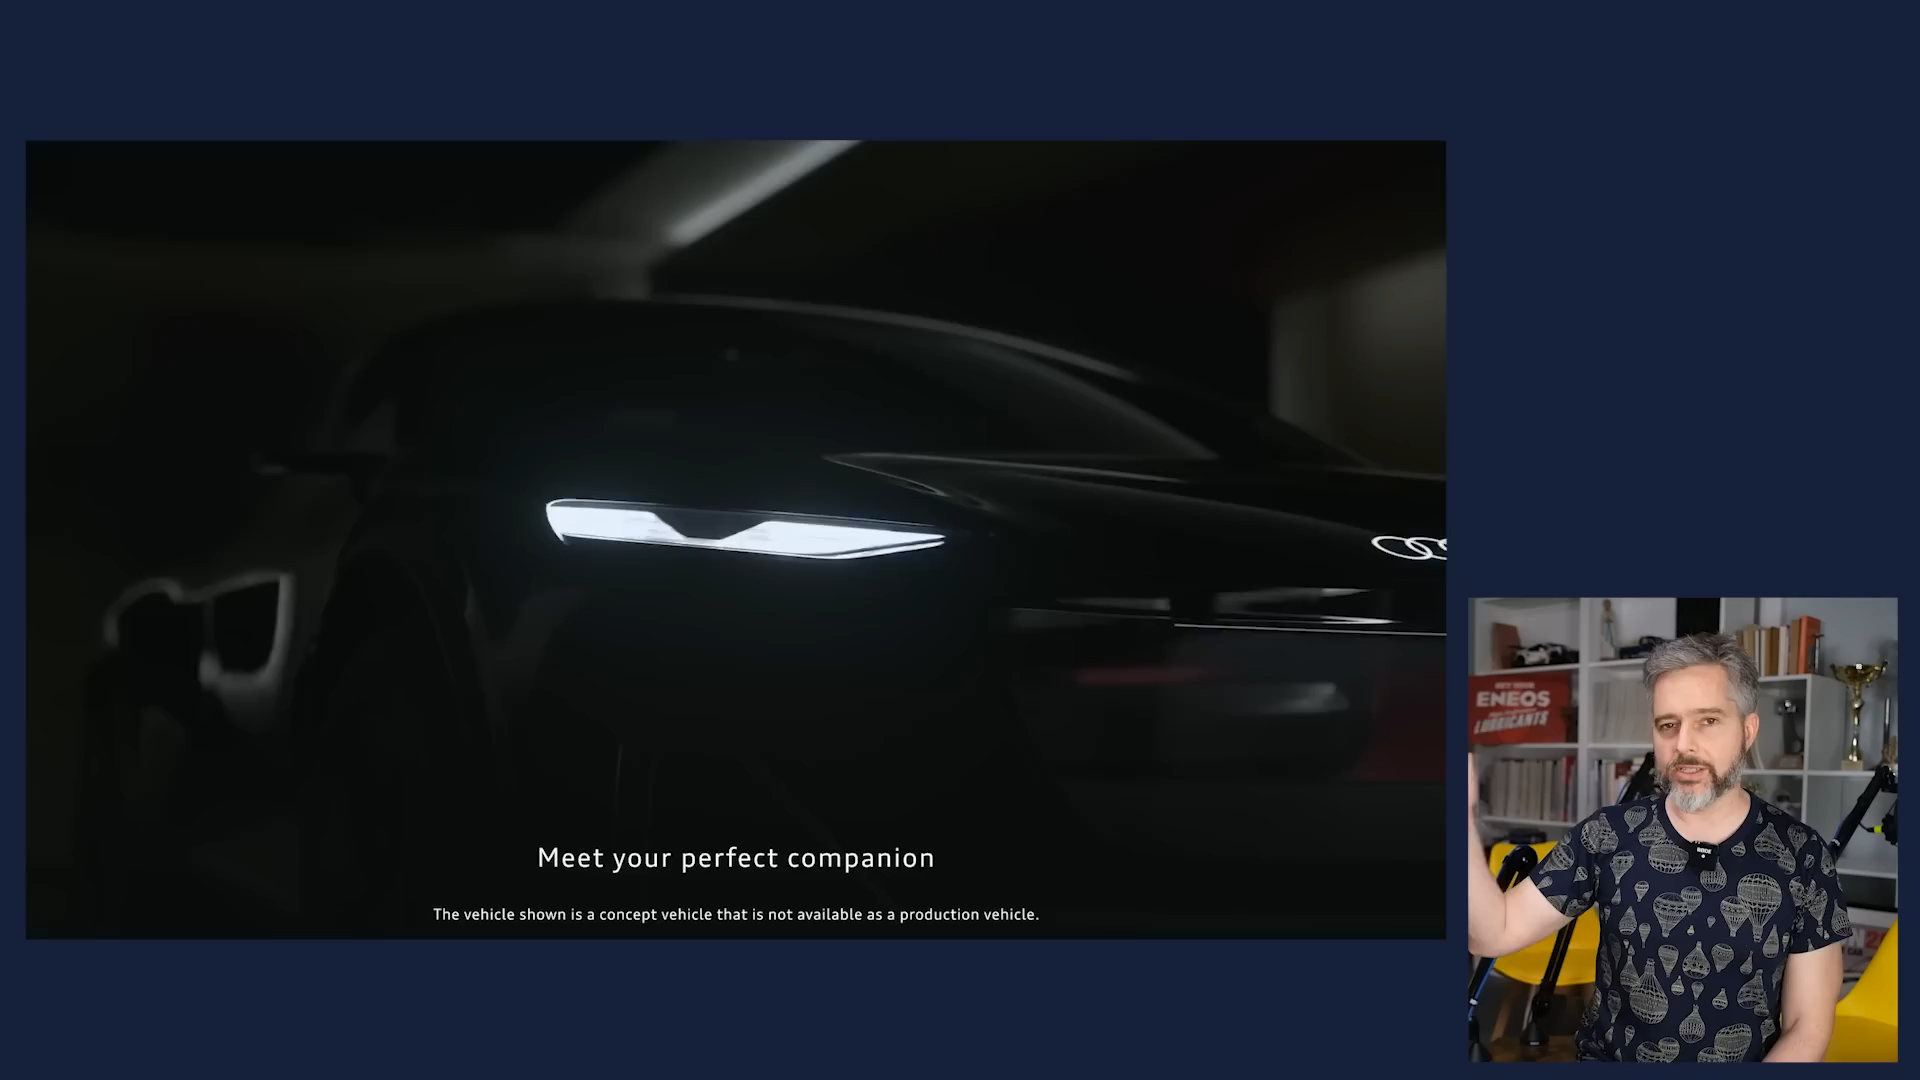 Meet your perfect companion
The vehicle shown is a concept vehicle that is not available as a production vehicle.
ENEOS
LUBRICANTS
RODE